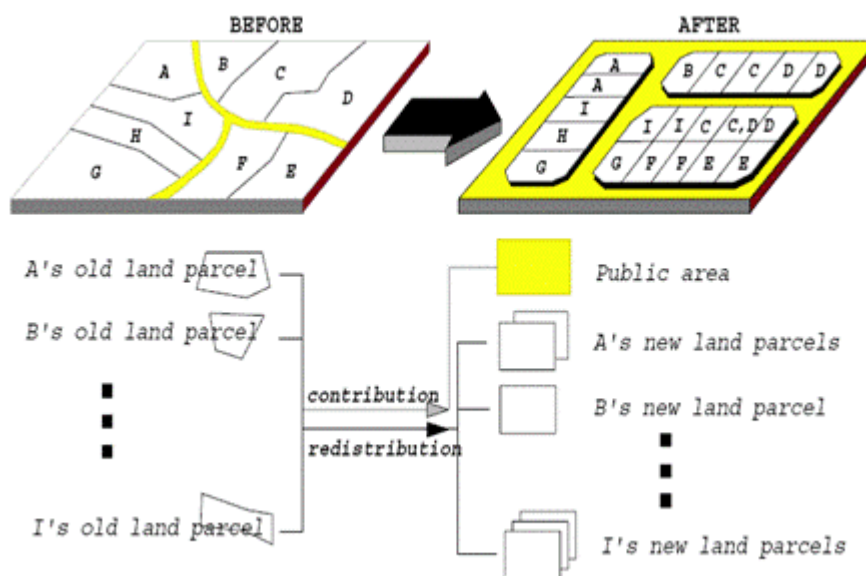 BEFORE
AFTER
A
B
C
D
I
H
G
F
E
A
A
I
H
G
B C C D D
I I C C,D D
G F F E E
A's old land parcel
B's old land parcel
I's old land parcel
contribution
redistribution
Public area
A's new land parcels
B's new land parcel
I's new land parcels